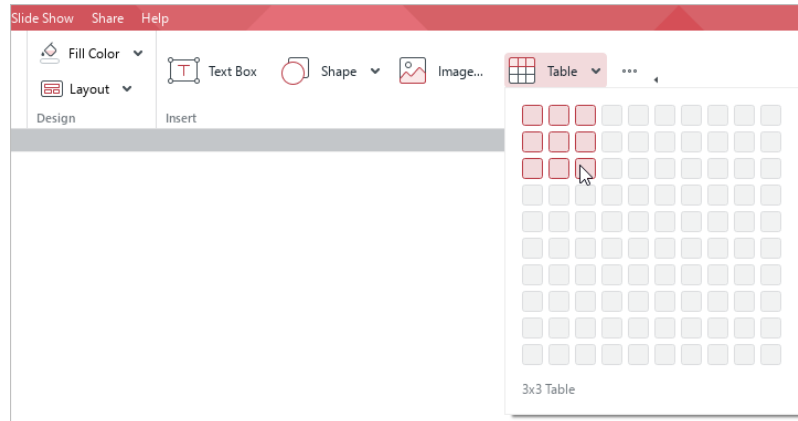 Slide Show Share Help
Fill Color
Layout
Design
T Text Box
Shape
Image...
Insert
Table
...
3x3 Table